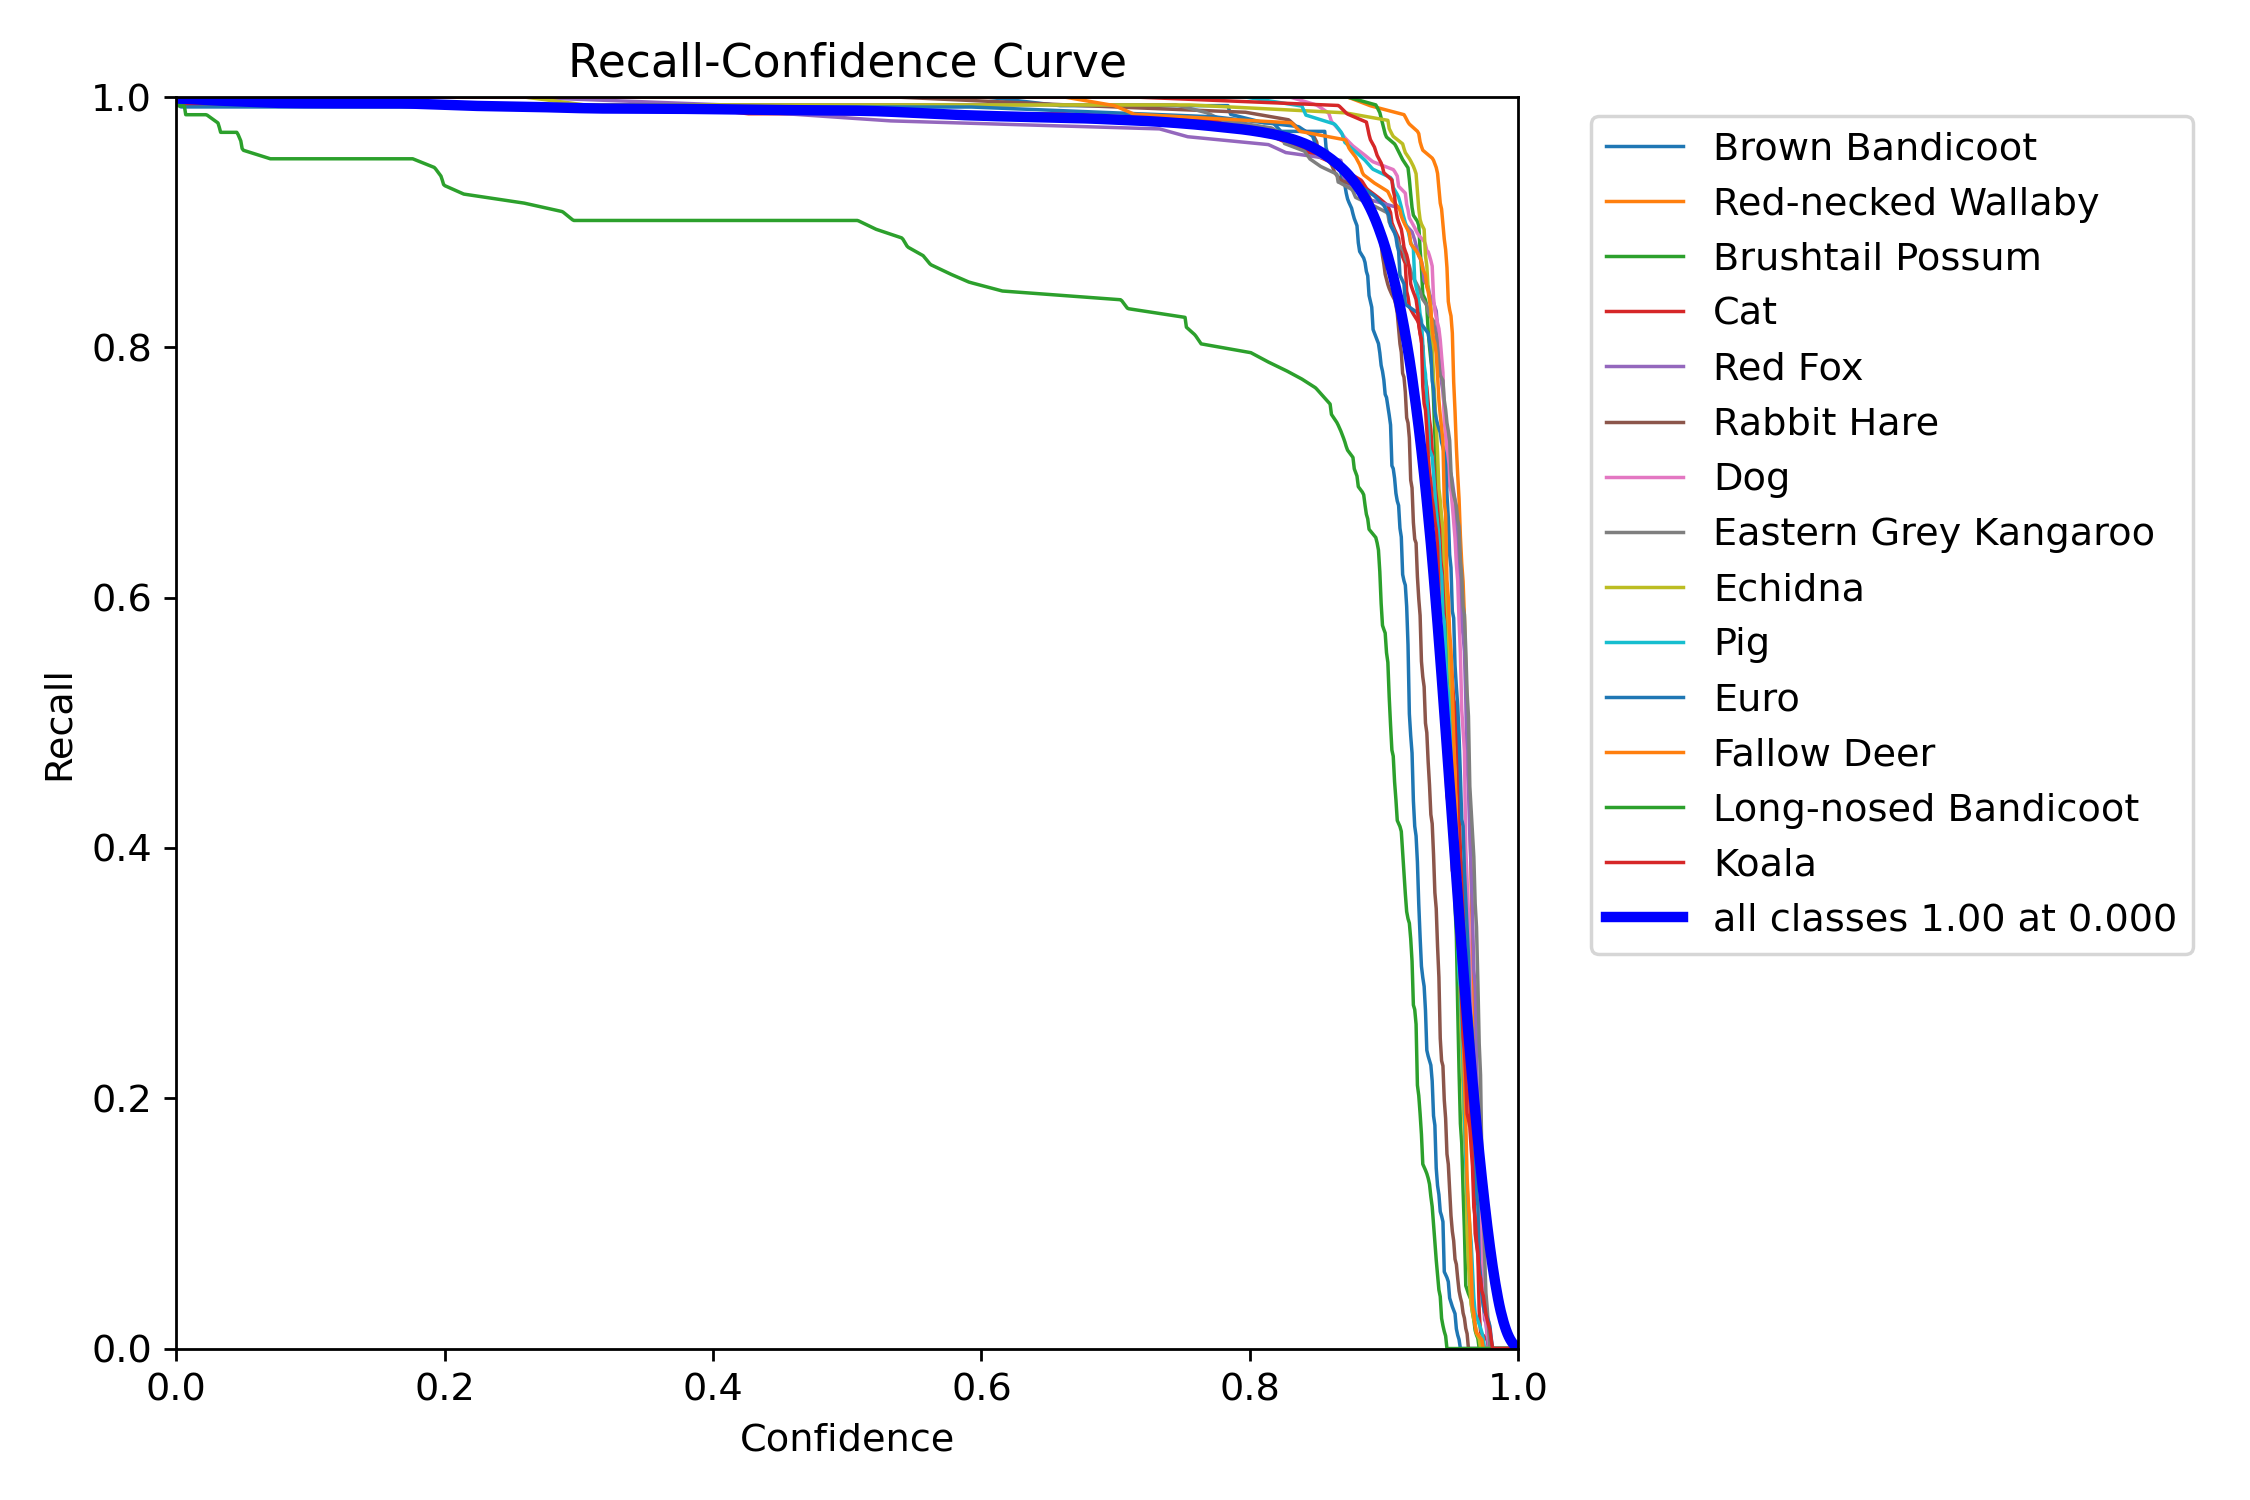 Recall-Confidence Curve
1.0
0.8
0.6
0.4
0.2
0.0
Recall
0.0 0.2 0.4 0.6 0.8 1.0
Confidence
Brown Bandicoot
Red-necked Wallaby
Brushtail Possum
Cat
Red Fox
Rabbit Hare
Dog
Eastern Grey Kangaroo
Echidna
Pig
Euro
Fallow Deer
Long-nosed Bandicoot
Koala
all classes 1.00 at 0.000